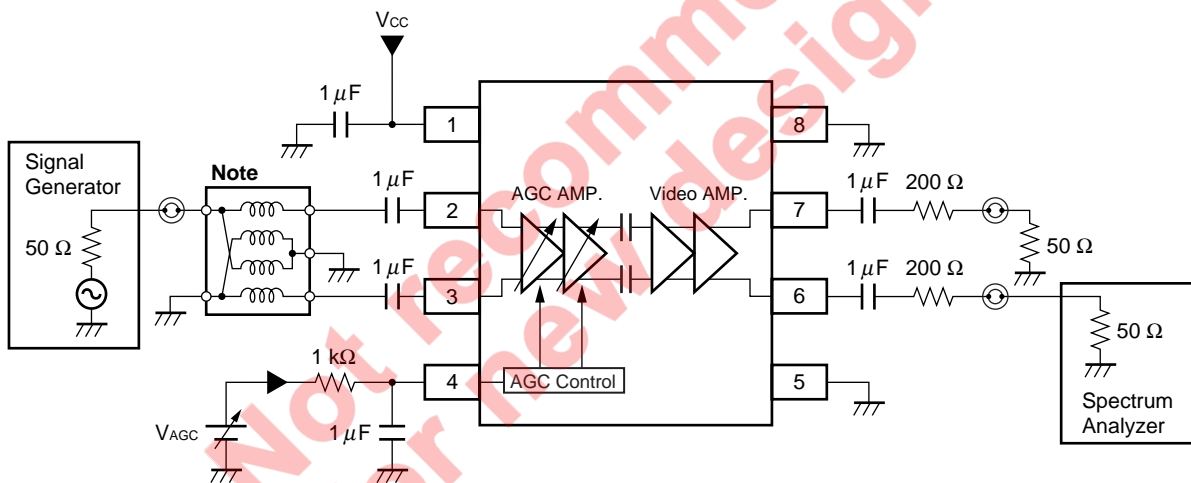 VCC
1 μF
1
8
Signal
Generator
50 Ω
Note
1 μF
2
AGC AMP.
Video AMP.
7
1 μF
200 Ω
50 Ω
1 μF
3
6
1 μF
200 Ω
50 Ω
Spectrum
Analyzer
1 kΩ
4
AGC Control
5
VAGC
1 μF
Not recomme
or new design